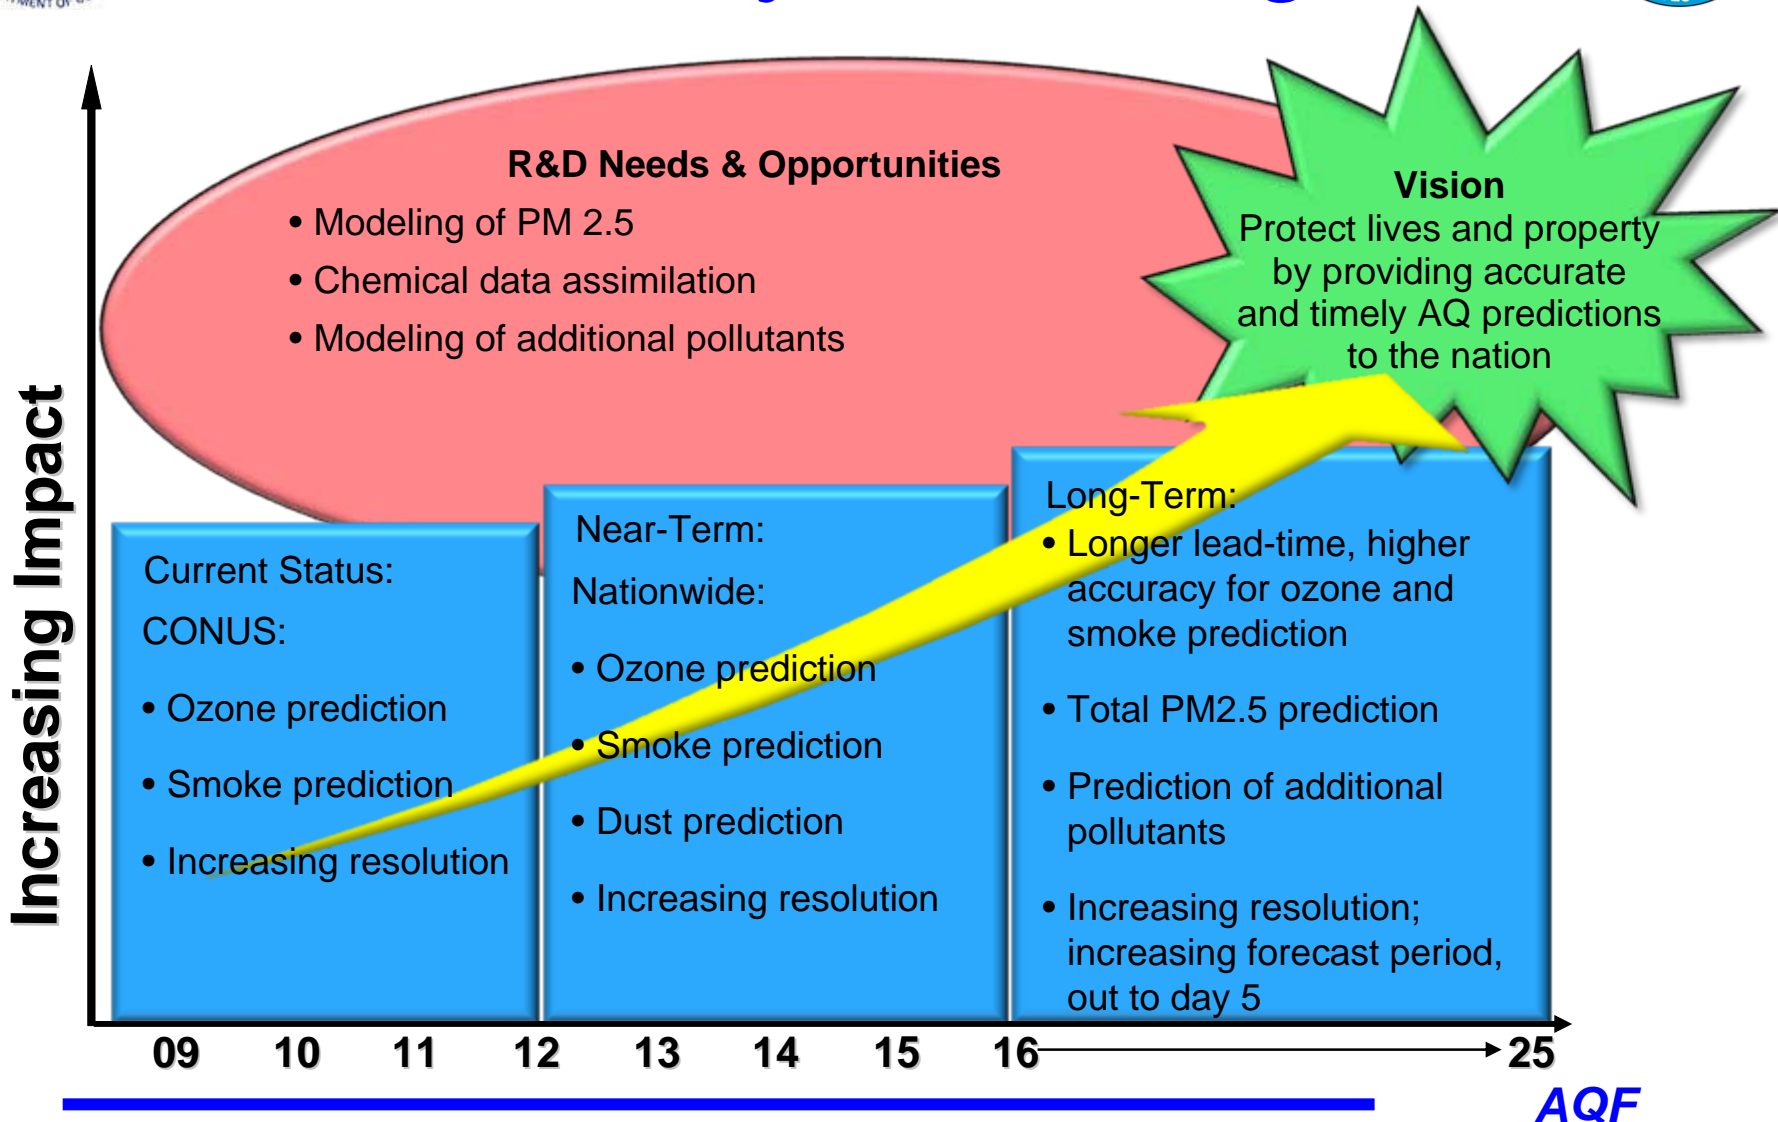 R&D Needs & Opportunities
• Modeling of PM 2.5
• Chemical data assimilation
• Modeling of additional pollutants
Vision
Protect lives and property
by providing accurate
and timely AQ predictions
to the nation
Increasing Impact
Current Status:
CONUS:
• Ozone prediction
• Smoke prediction
• Increasing resolution
Near-Term:
Nationwide:
• Ozone prediction
• Smoke prediction
• Dust prediction
• Increasing resolution
Long-Term:
• Longer lead-time, higher
accuracy for ozone and
smoke prediction
• Total PM2.5 prediction
• Prediction of additional
pollutants
• Increasing resolution;
increasing forecast period,
out to day 5
09 10 11 12 13 14 15 16 25
AQF